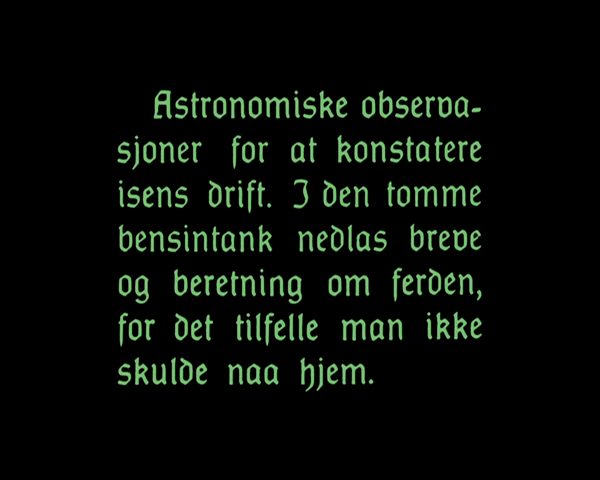 Astronomiske observa-
sjoner for at konstatere
isens drift. I den tomme
bensintank nedlas breve
og beretning om ferden,
for det tilfelle man ikke
skulde naa hjem.